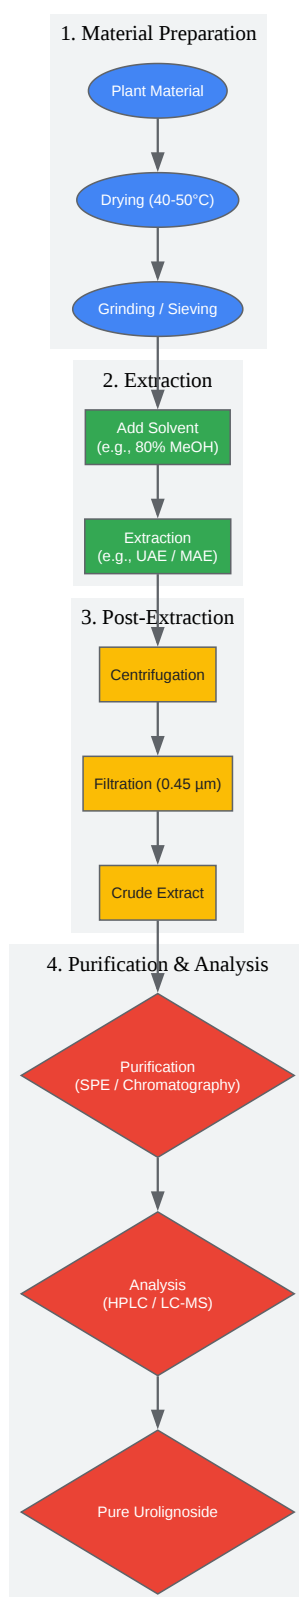 1. Material Preparation
Plant Material
Drying (40-50°C)
Grinding / Sieving
2. Extraction
Add Solvent
(e.g., 80% MeOH)
Extraction
(e.g., UAE / MAE)
3. Post-Extraction
Centrifugation
Filtration (0.45 µm)
Crude Extract
4. Purification & Analysis
Purification
(SPE / Chromatography)
Analysis
(HPLC / LC-MS)
Pure Urolignoside